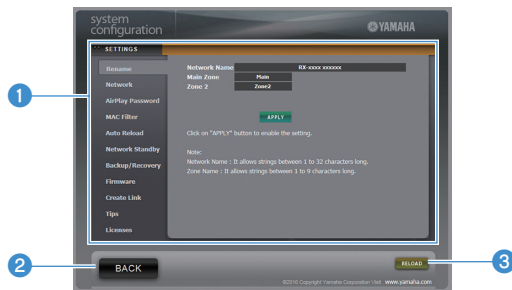 system
configuration
YAMAHA
SETTINGS
Rename
Network
AirPlay Password
MAC Filter
Auto Reload
Network Standby
Backup/Recovery
Firmware
Create Link
Tips
Licenses
Network Name RX-xxxx xxxxxx
Main Zone Main
Zone 2 Zone2
APPLY
Click on "APPLY" button to enable the setting.
Note:
Network Name : It allows strings between 1 to 32 characters long.
Zone Name : It allows strings between 1 to 9 characters long.
1
2
BACK
RELOAD
3
©2010 Copyright Yamaha Corporation Visit www.yamaha.com